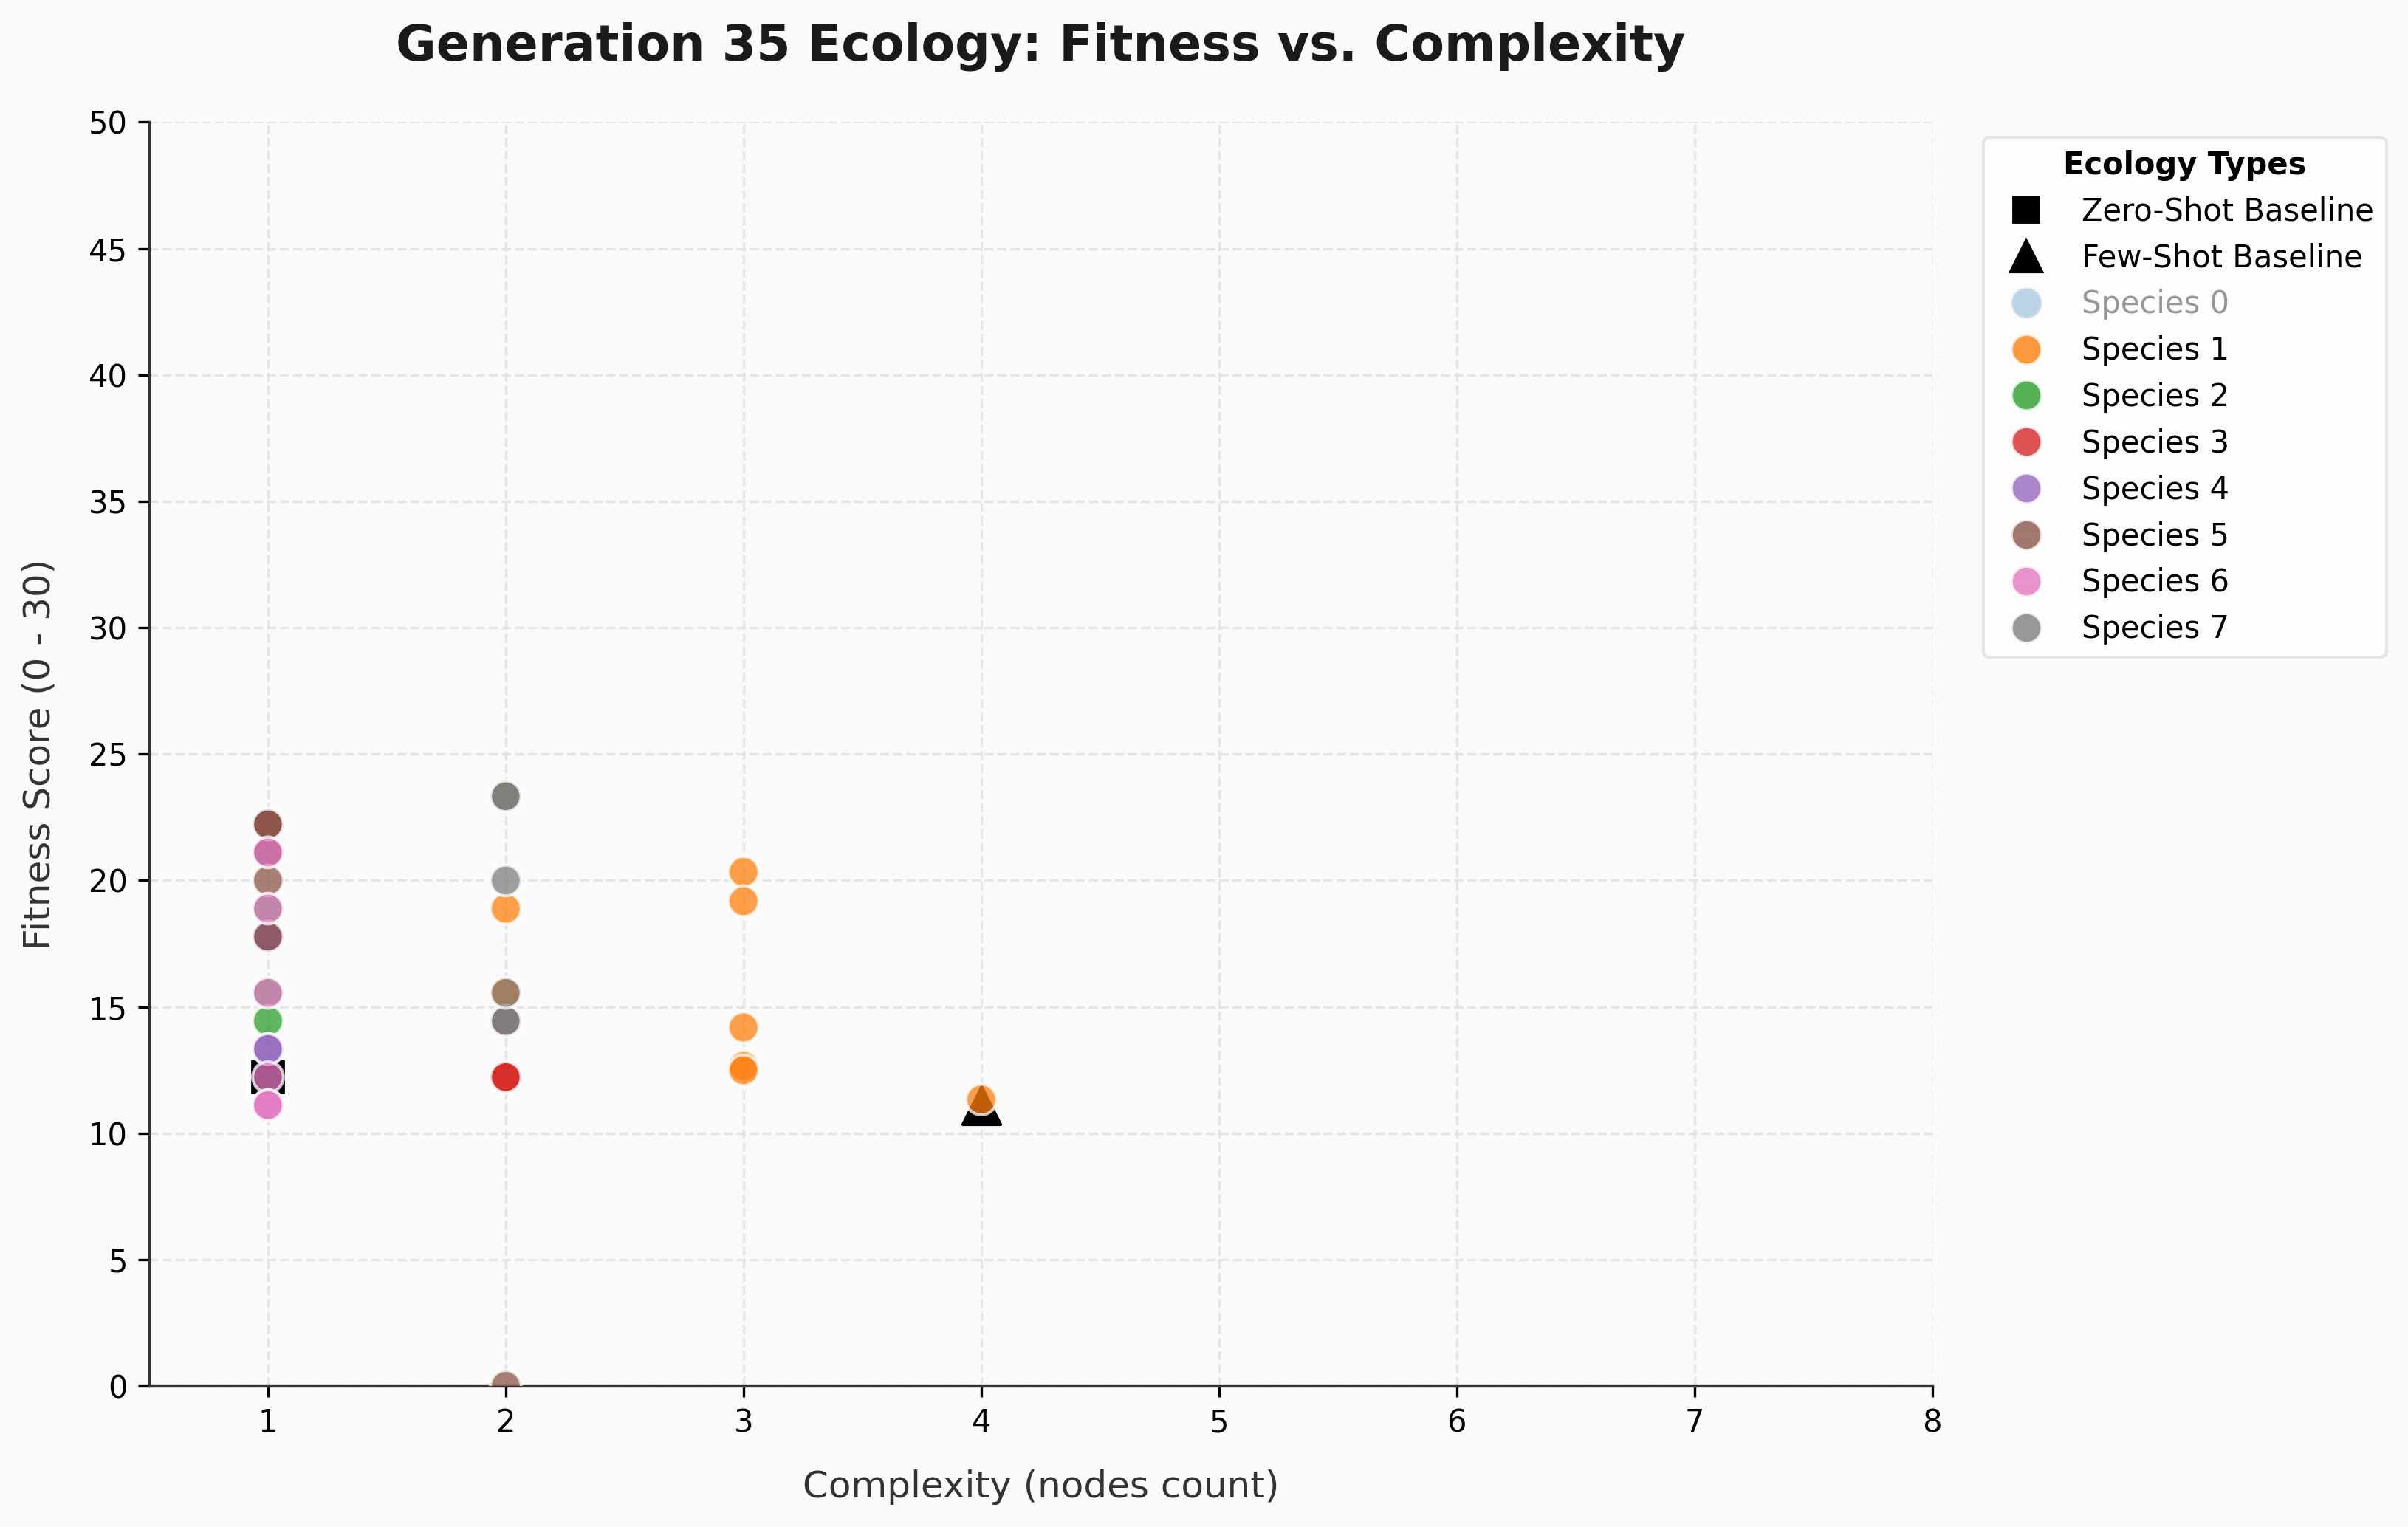 Generation 35 Ecology: Fitness vs. Complexity
50
45
40
35
30
25
20
15
10
5
0
Fitness Score (0 - 30)
1 2 3 4 5 6 7 8
Complexity (nodes count)
Ecology Types
Zero-Shot Baseline
Few-Shot Baseline
Species 0
Species 1
Species 2
Species 3
Species 4
Species 5
Species 6
Species 7